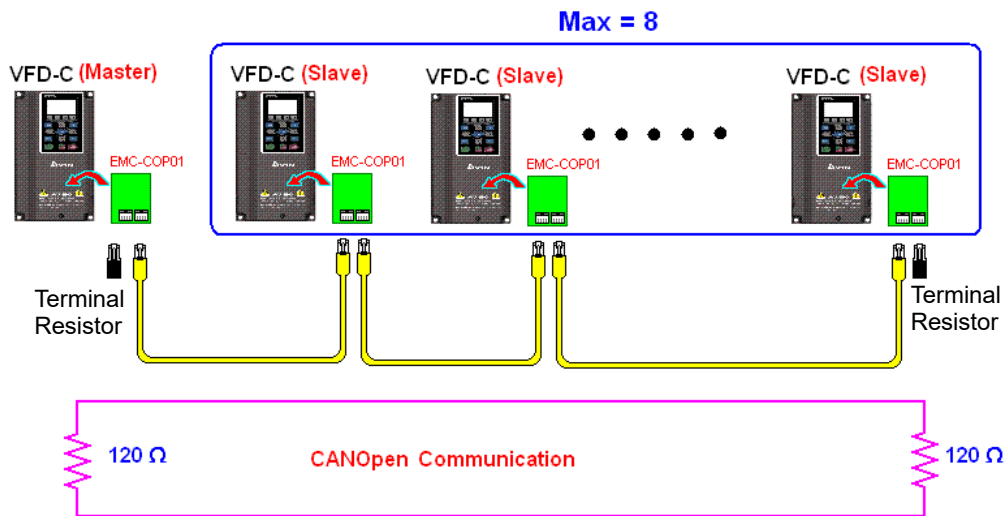 Max = 8
VFD-C (Master)
VFD-C (Slave)
VFD-C (Slave)
VFD-C (Slave)
EMC-COP01
EMC-COP01
EMC-COP01
EMC-COP01
Terminal
Resistor
Terminal
Resistor
120 Ω
CANOpen Communication
120 Ω